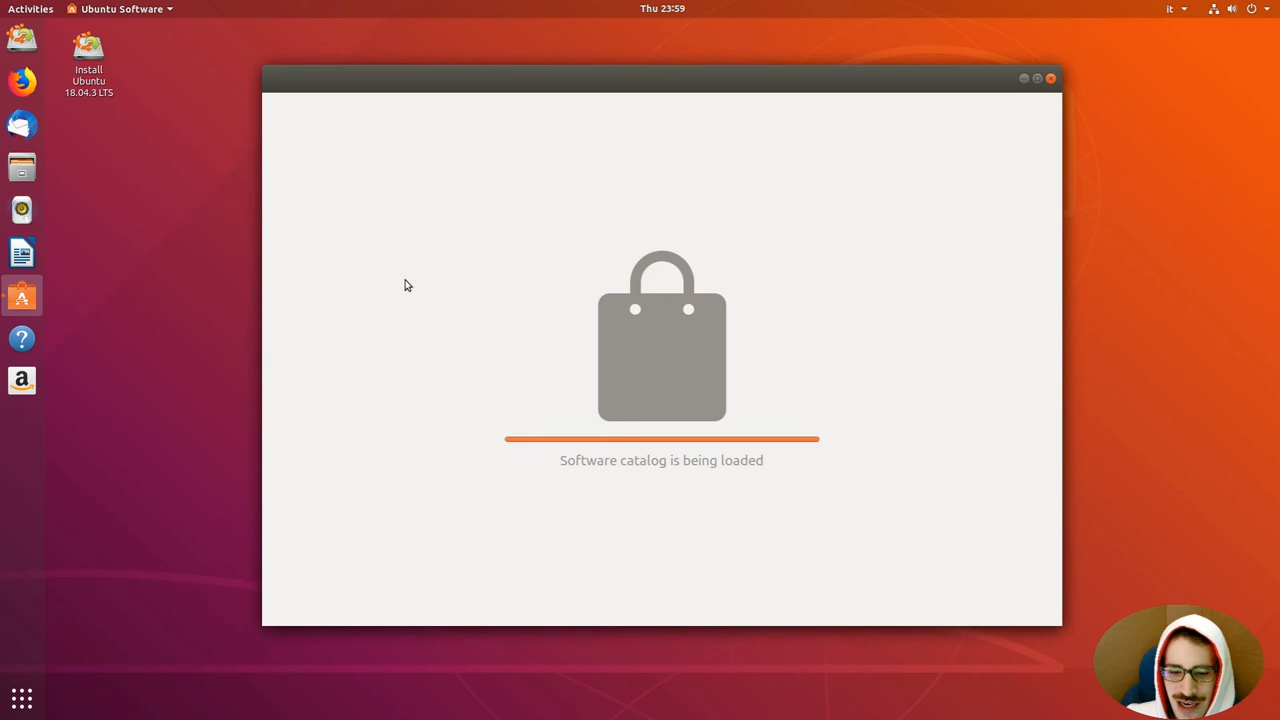 Activities
Ubuntu Software
Thu 23:59
it
Install
Ubuntu
18.04.3 LTS
Software catalog is being loaded